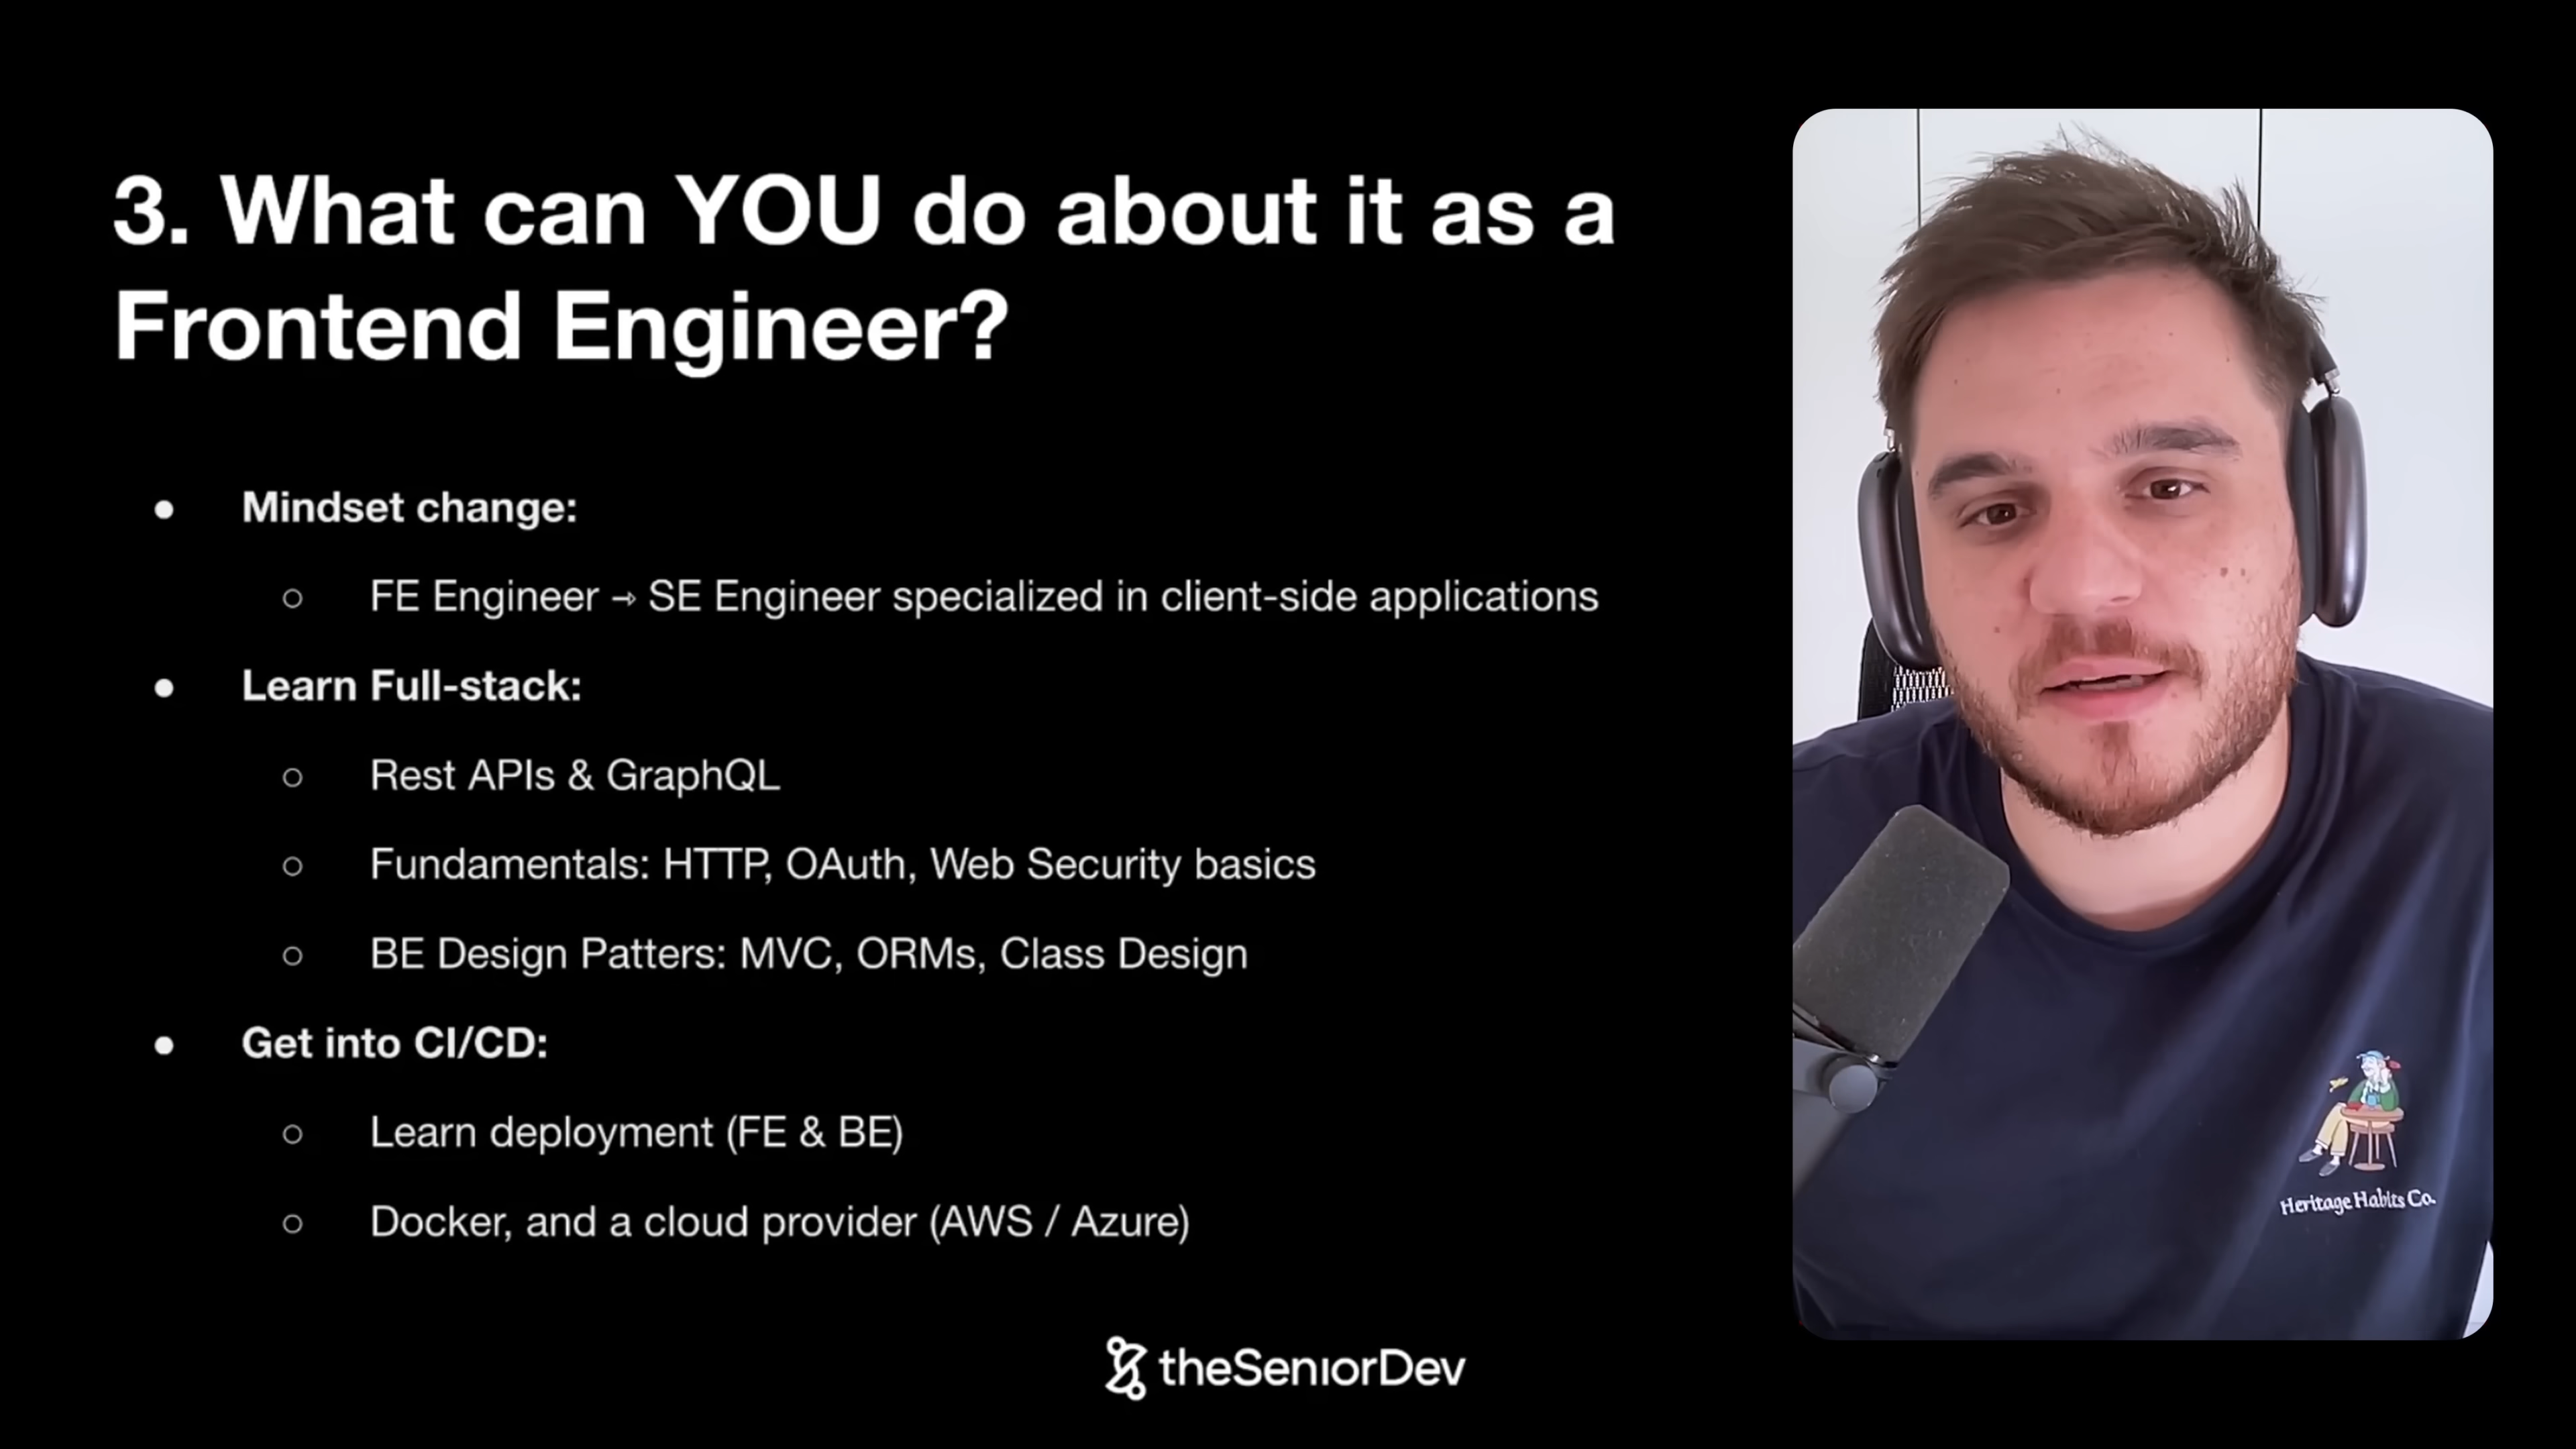 3. What can YOU do about it as a
Frontend Engineer?
● Mindset change:
○ FE Engineer → SE Engineer specialized in client-side applications
● Learn Full-stack:
○ Rest APIs & GraphQL
○ Fundamentals: HTTP, OAuth, Web Security basics
○ BE Design Patters: MVC, ORMs, Class Design
● Get into CI/CD:
○ Learn deployment (FE & BE)
○ Docker, and a cloud provider (AWS / Azure)
theSeniorDev
Heritage Habits Co.